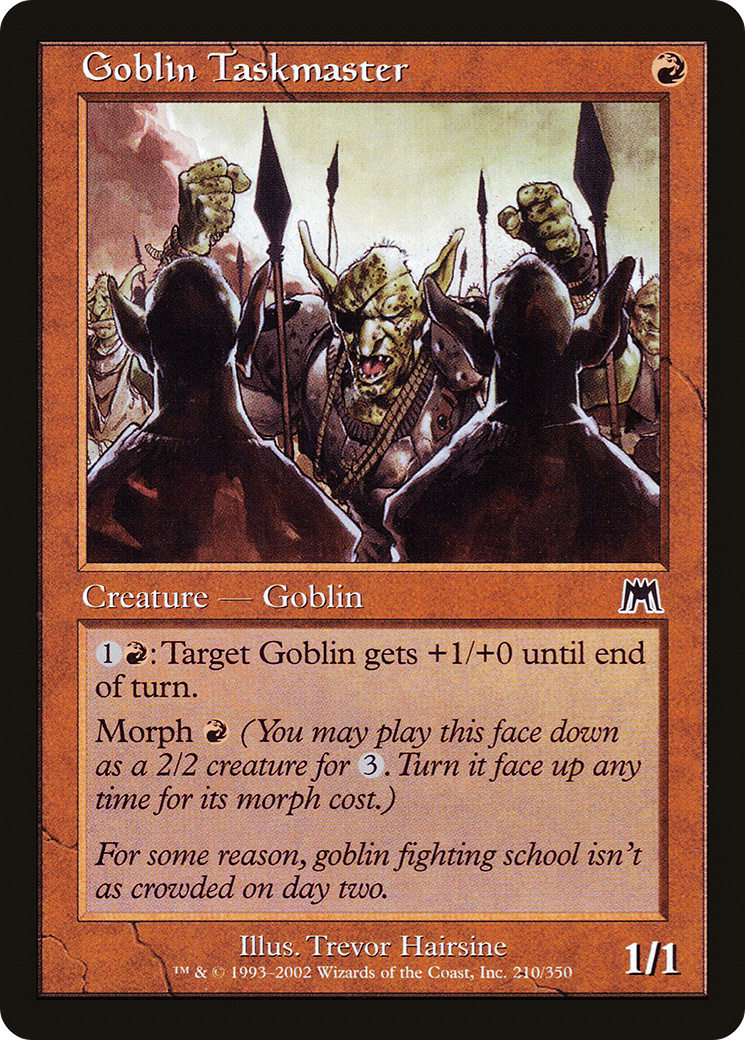 Goblin Taskmaster
Creature — Goblin
1 : Target Goblin gets +1/+0 until end
of turn.
Morph (You may play this face down
as a 2/2 creature for 3. Turn it face up any
time for its morph cost.)
For some reason, goblin fighting school isn't
as crowded on day two.
Illus. Trevor Hairsine
™ & © 1993–2002 Wizards of the Coast, Inc. 210/350
1/1